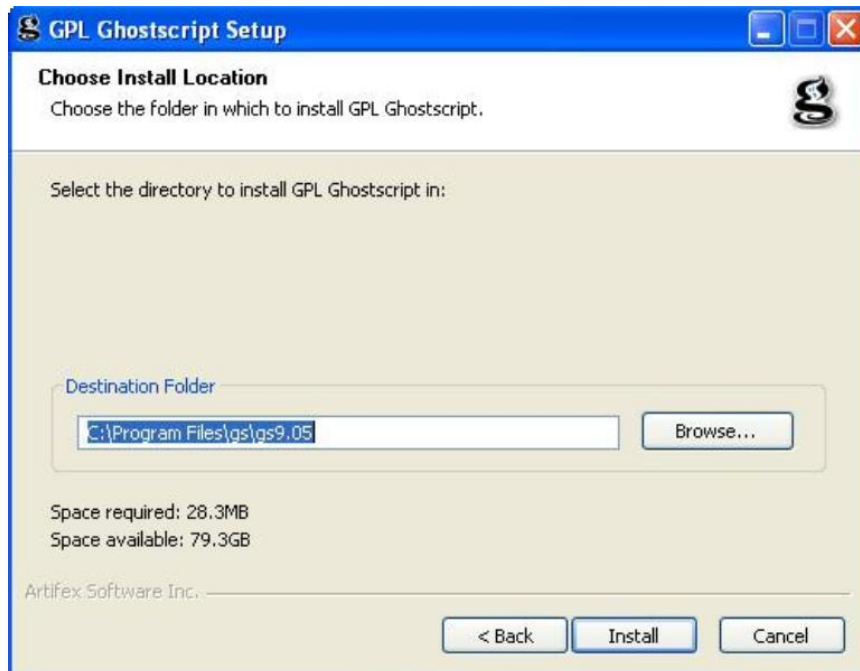 GPL Ghostscript Setup
Choose Install Location
Choose the folder in which to install GPL Ghostscript.
Select the directory to install GPL Ghostscript in:
Destination Folder
C:\Program Files\gs\gs9.05
Browse...
Space required: 28.3MB
Space available: 79.3GB
Artifex Software Inc.
< Back Install Cancel